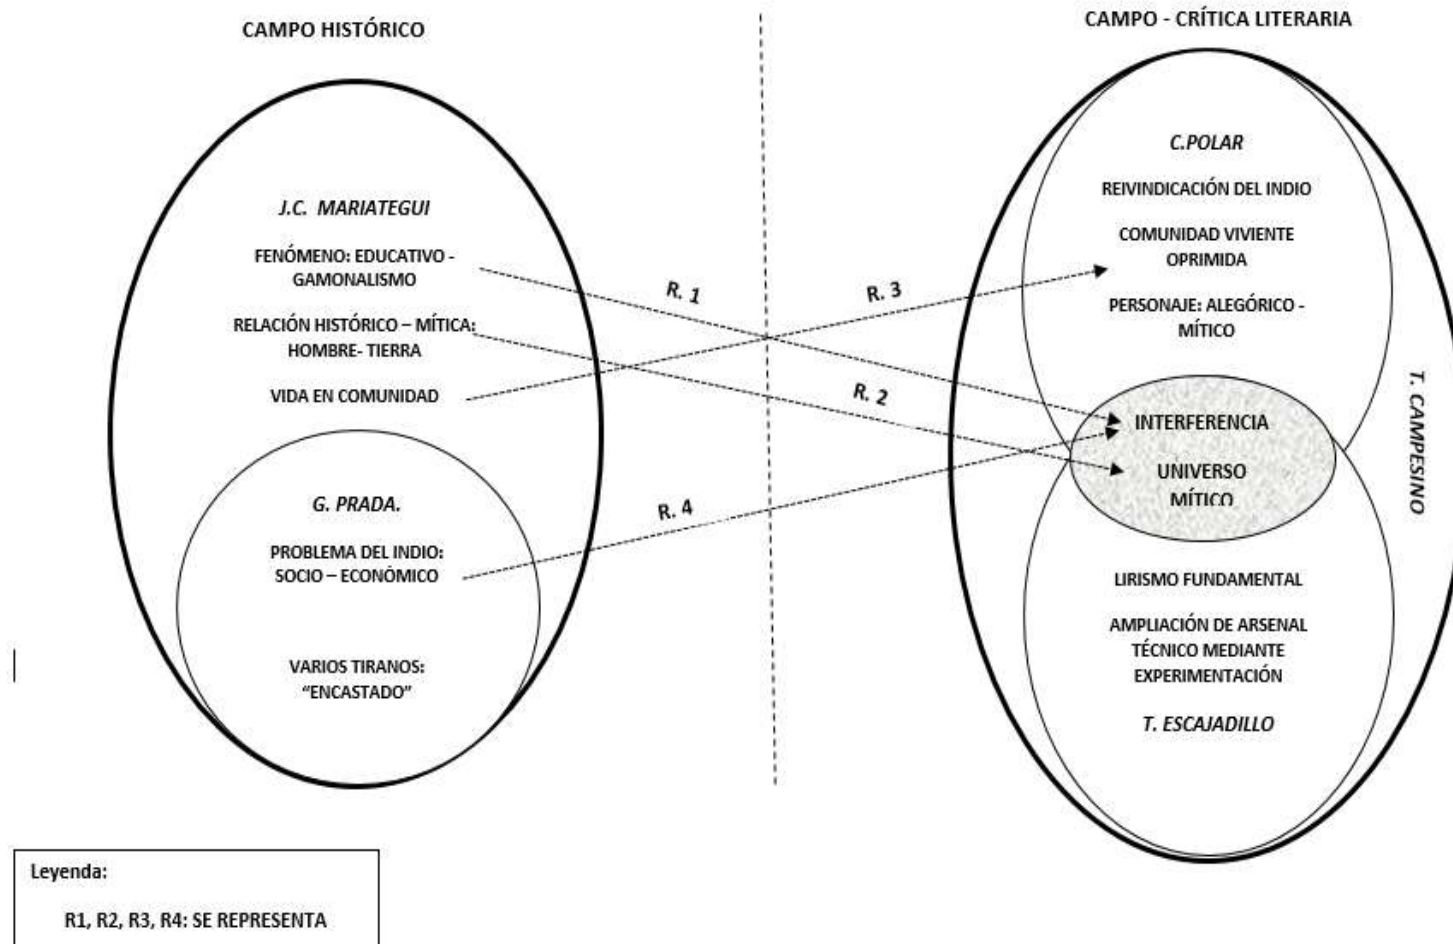 CAMPO HISTÓRICO
J.C. MARIATEGUI
FENÓMENO: EDUCATIVO -
GAMONALISMO
RELACIÓN HISTÓRICO – MÍTICA:
HOMBRE- TIERRA
VIDA EN COMUNIDAD
G. PRADA.
PROBLEMA DEL INDIO:
SOCIO – ECONÓMICO
VARIOS TIRANOS:
“ENCASTADO”
R. 1
R. 3
R. 2
R. 4
CAMPO - CRÍTICA LITERARIA
C.POLAR
REIVINDICACIÓN DEL INDIO
COMUNIDAD VIVIENTE
OPRIMIDA
PERSONAJE: ALEGÓRICO -
MÍTICO
INTERFERENCIA
UNIVERSO
MÍTICO
LIRISMO FUNDAMENTAL
AMPLIACIÓN DE ARSENAL
TÉCNICO MEDIANTE
EXPERIMENTACIÓN
T. ESCAJADILLO
T. CAMPESINO
Leyenda:
R1, R2, R3, R4: SE REPRESENTA